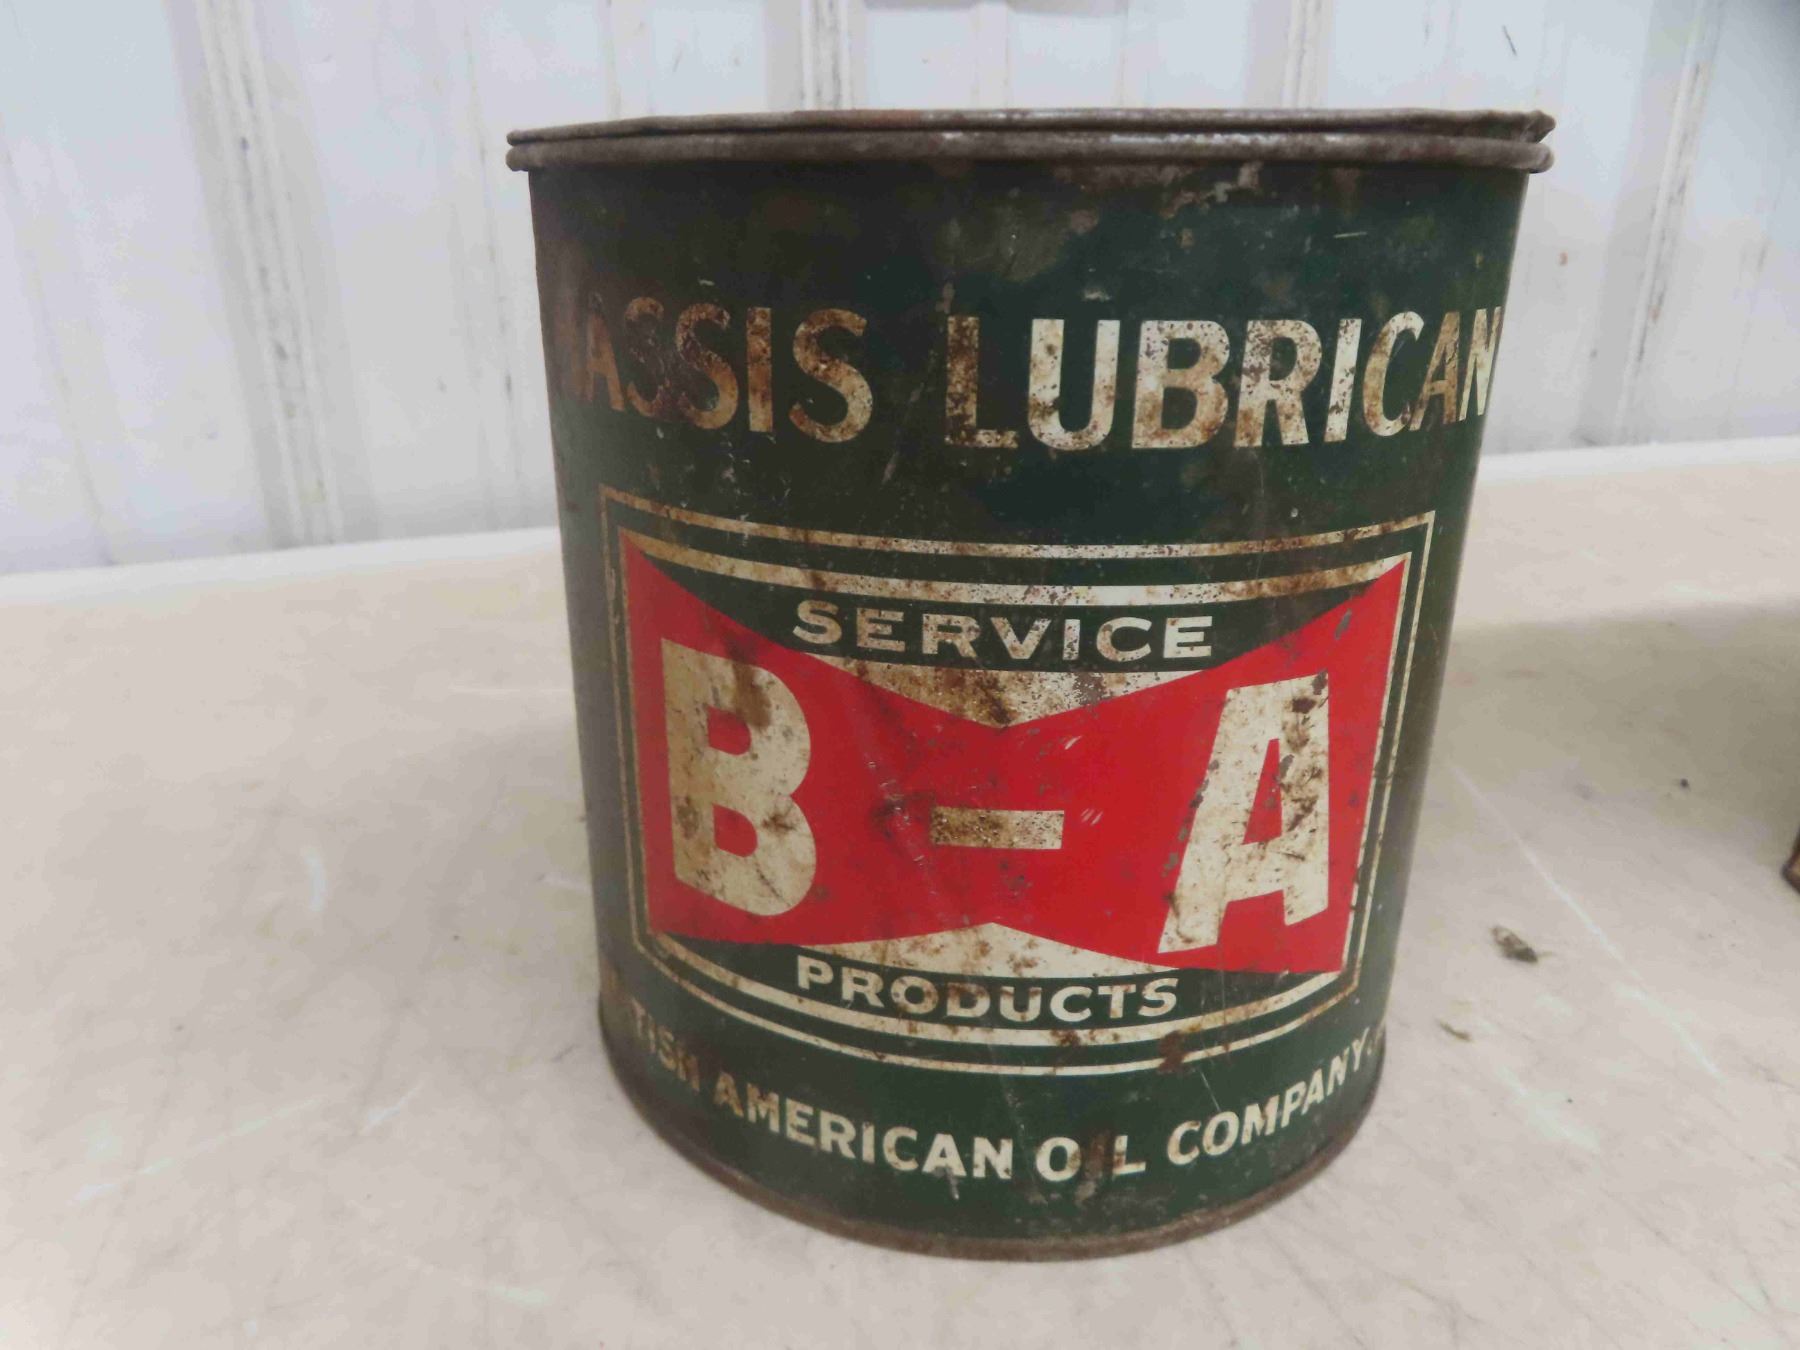 HASSIS LUBRICAN
SERVICE
B-A
PRODUCTS
TISH AMERICAN OIL COMPANY